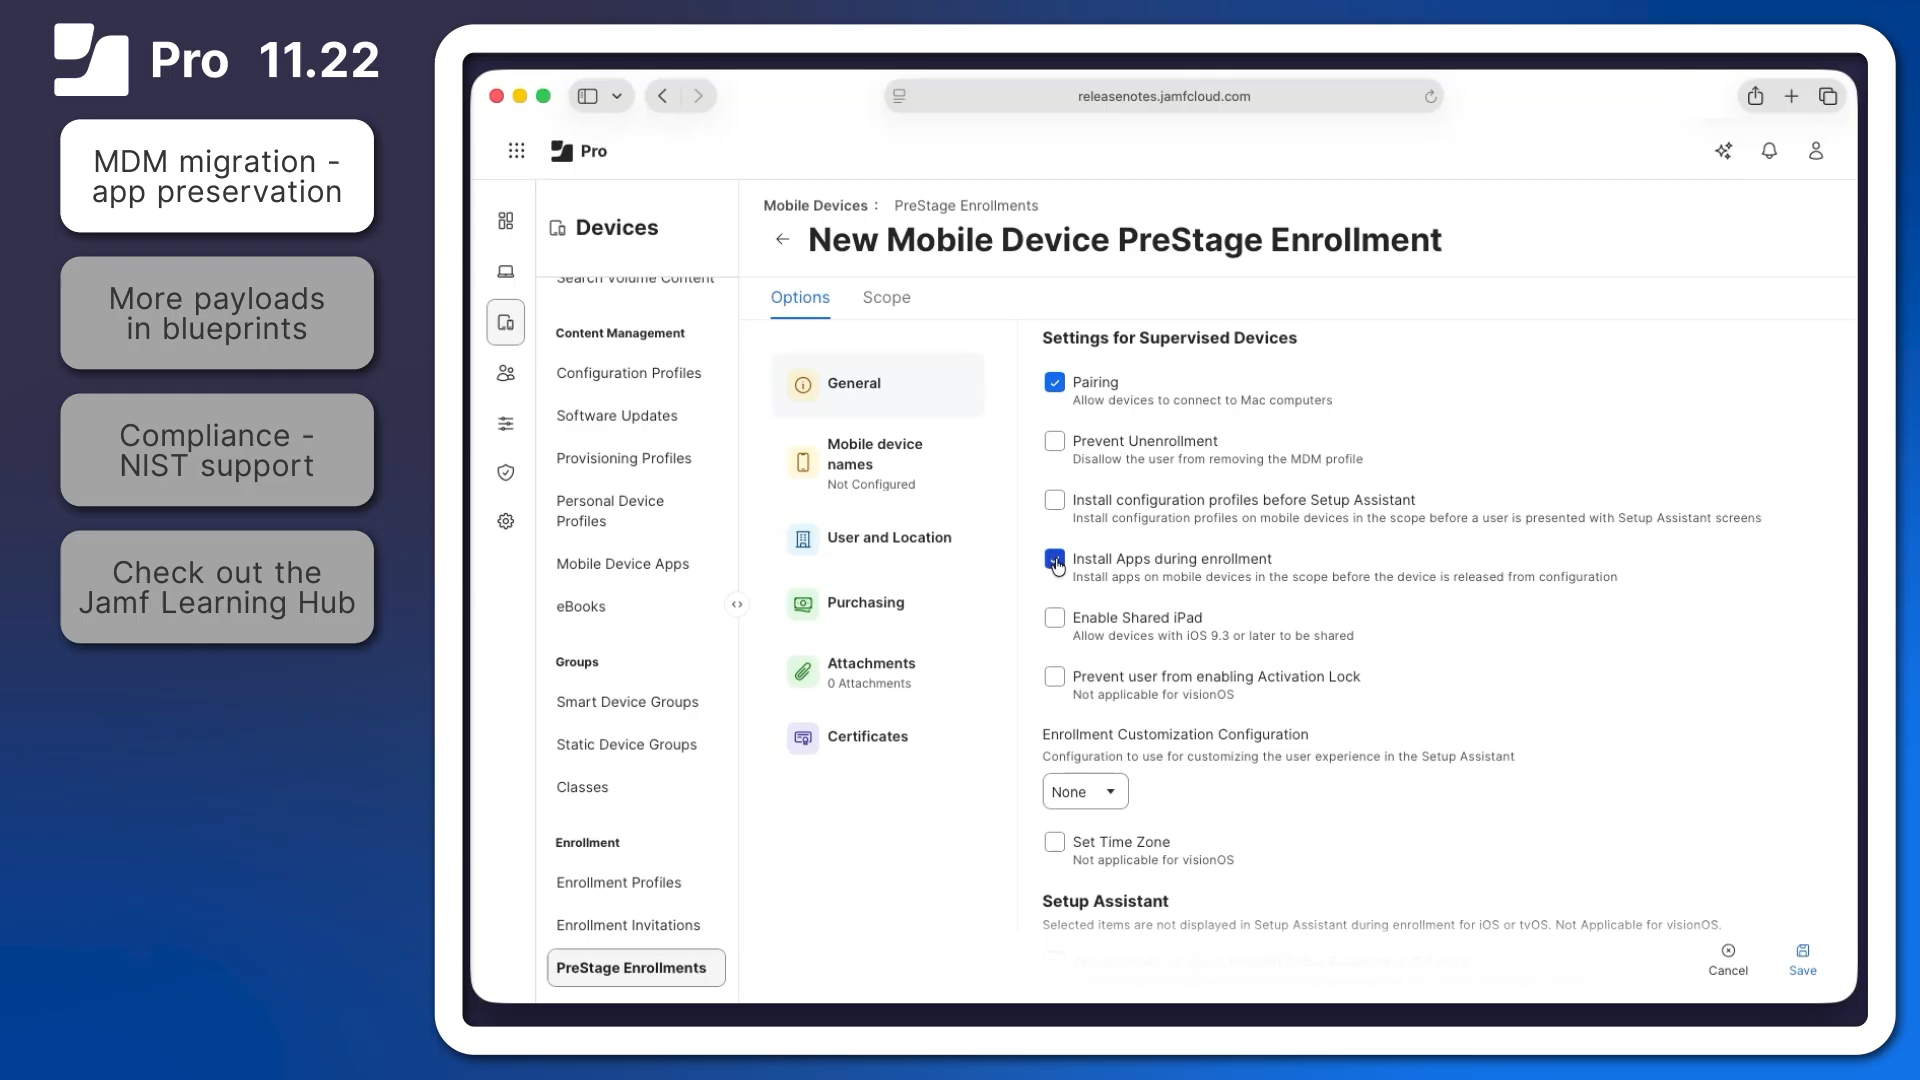 Pro 11.22
MDM migration -
app preservation
More payloads
in blueprints
Compliance -
NIST support
Check out the
Jamf Learning Hub
releasenotes.jamfcloud.com
Pro
Devices
Search Volume Content
Content Management
Configuration Profiles
Software Updates
Provisioning Profiles
Personal Device
Profiles
Mobile Device Apps
eBooks
Groups
Smart Device Groups
Static Device Groups
Classes
Enrollment
Enrollment Profiles
Enrollment Invitations
PreStage Enrollments
Mobile Devices : PreStage Enrollments
New Mobile Device PreStage Enrollment
Options Scope
General
Mobile device
names
Not Configured
User and Location
Purchasing
Attachments
0 Attachments
Certificates
Settings for Supervised Devices
Pairing
Allow devices to connect to Mac computers
Prevent Unenrollment
Disallow the user from removing the MDM profile
Install configuration profiles before Setup Assistant
Install configuration profiles on mobile devices in the scope before a user is presented with Setup Assistant screens
Install Apps during enrollment
Install apps on mobile devices in the scope before the device is released from configuration
Enable Shared iPad
Allow devices with iOS 9.3 or later to be shared
Prevent user from enabling Activation Lock
Not applicable for visionOS
Enrollment Customization Configuration
Configuration to use for customizing the user experience in the Setup Assistant
None
Set Time Zone
Not applicable for visionOS
Setup Assistant
Selected items are not displayed in Setup Assistant during enrollment for iOS or tvOS. Not Applicable for visionOS.
Cancel Save